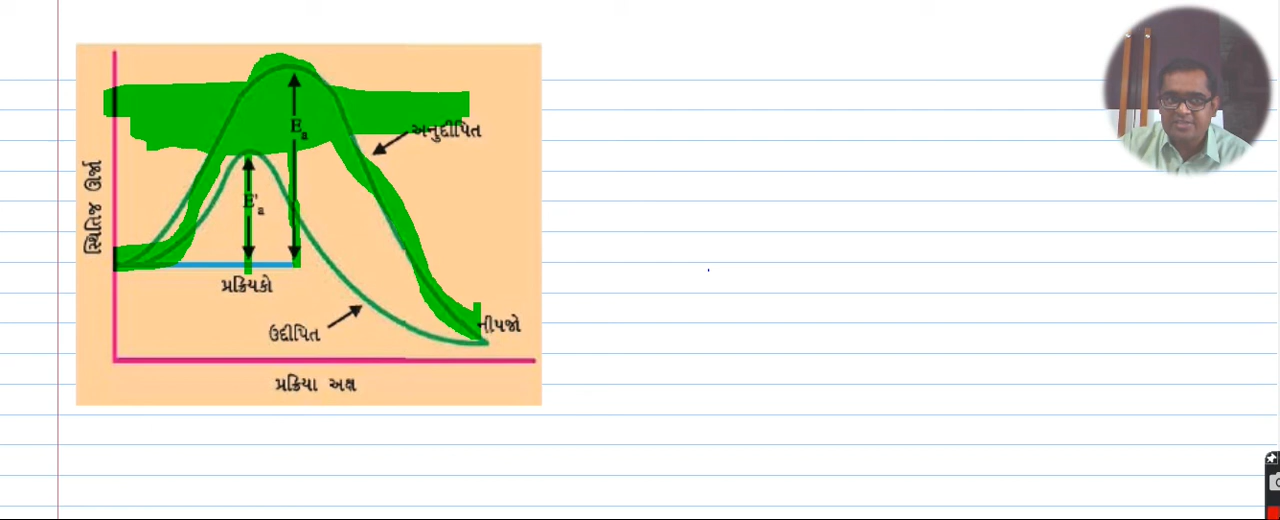 Eₐ
અનુદીપિત
E'ₐ
સ્થિતિજ ઊર્જા
પ્રક્રિયકો
ઉદ્દીપિત
નીપજો
પ્રક્રિયા અક્ષ